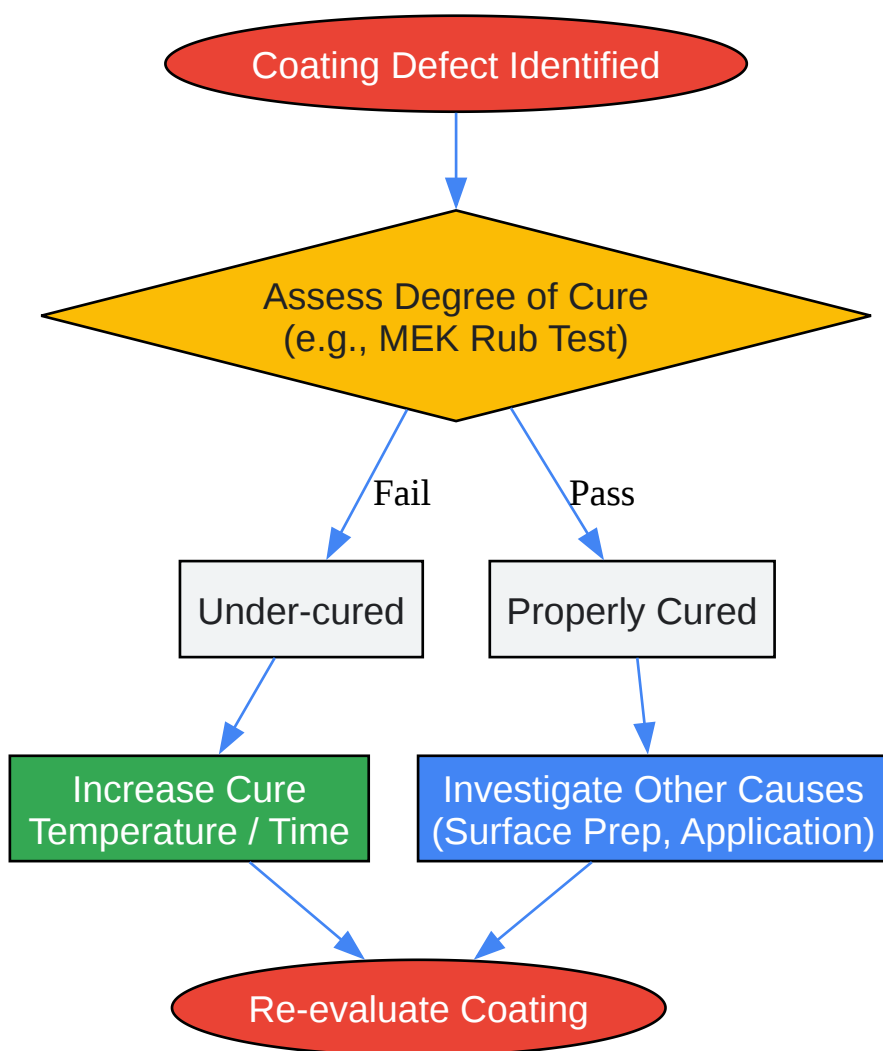 Coating Defect Identified
Assess Degree of Cure
(e.g., MEK Rub Test)
Fail
Pass
Under-cured
Properly Cured
Increase Cure
Temperature / Time
Investigate Other Causes
(Surface Prep, Application)
Re-evaluate Coating